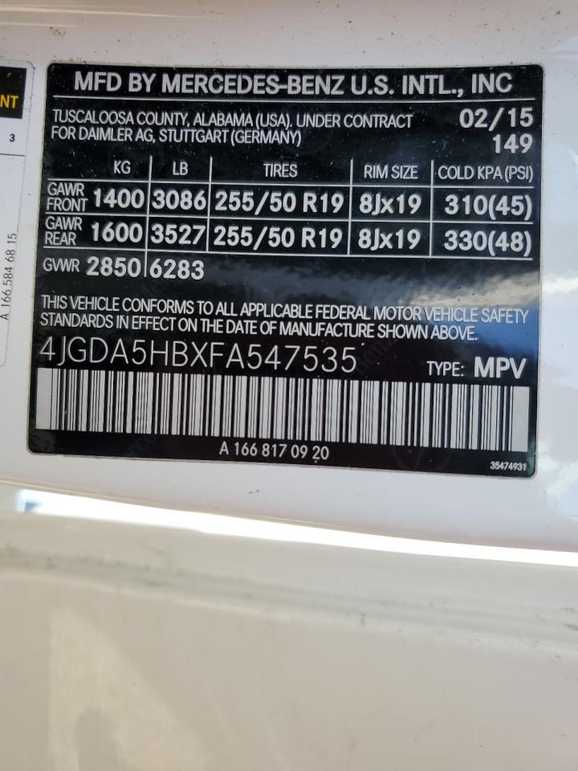 MFD BY MERCEDES-BENZ U.S. INTL., INC
TUSCALOOSA COUNTY, ALABAMA (USA). UNDER CONTRACT 02/15
FOR DAIMLER AG, STUTTGART (GERMANY) 149
KG LB TIRES RIM SIZE COLD KPA (PSI)
GAWR FRONT 1400 3086 255/50 R19 8Jx19 310(45)
GAWR REAR 1600 3527 255/50 R19 8Jx19 330(48)
GVWR 2850 6283
THIS VEHICLE CONFORMS TO ALL APPLICABLE FEDERAL MOTOR VEHICLE SAFETY
STANDARDS IN EFFECT ON THE DATE OF MANUFACTURE SHOWN ABOVE.
4JGDA5HBXFA547535 TYPE: MPV
A 166 817 09 20
35474931
NT
3
A 166 584 68 15